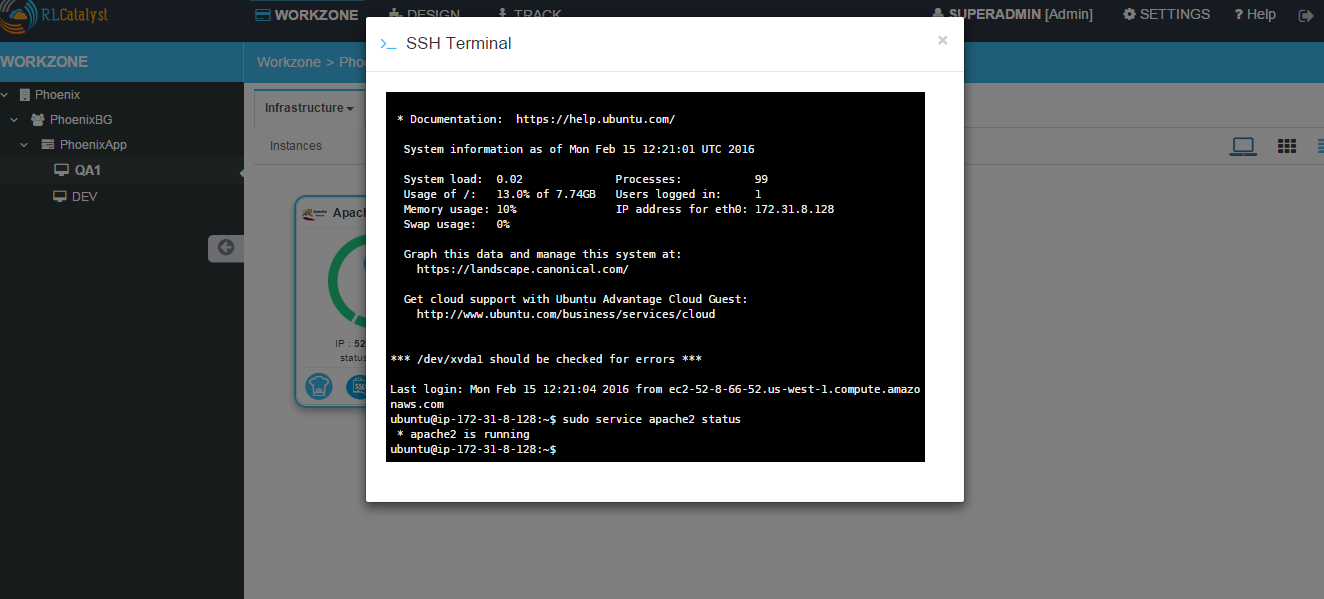 RLCatalyst
WORKZONE
DESIGN
TRACK
SUPERADMIN [Admin]
SETTINGS
? Help
WORKZONE
Workzone > Pho
Phoenix
PhoenixBG
PhoenixApp
QA1
DEV
Infrastructure
Instances
Apac
IP : 52
status
>_ SSH Terminal
×
* Documentation:  https://help.ubuntu.com/
System information as of Mon Feb 15 12:21:01 UTC 2016
System load:  0.02              Processes:           99
Usage of /:   13.0% of 7.74GB   Users logged in:     1
Memory usage: 10%               IP address for eth0: 172.31.8.128
Swap usage:   0%
Graph this data and manage this system at:
https://landscape.canonical.com/
Get cloud support with Ubuntu Advantage Cloud Guest:
http://www.ubuntu.com/business/services/cloud
*** /dev/xvda1 should be checked for errors ***
Last login: Mon Feb 15 12:21:04 2016 from ec2-52-8-66-52.us-west-1.compute.amazo
naws.com
ubuntu@ip-172-31-8-128:~$ sudo service apache2 status
* apache2 is running
ubuntu@ip-172-31-8-128:~$